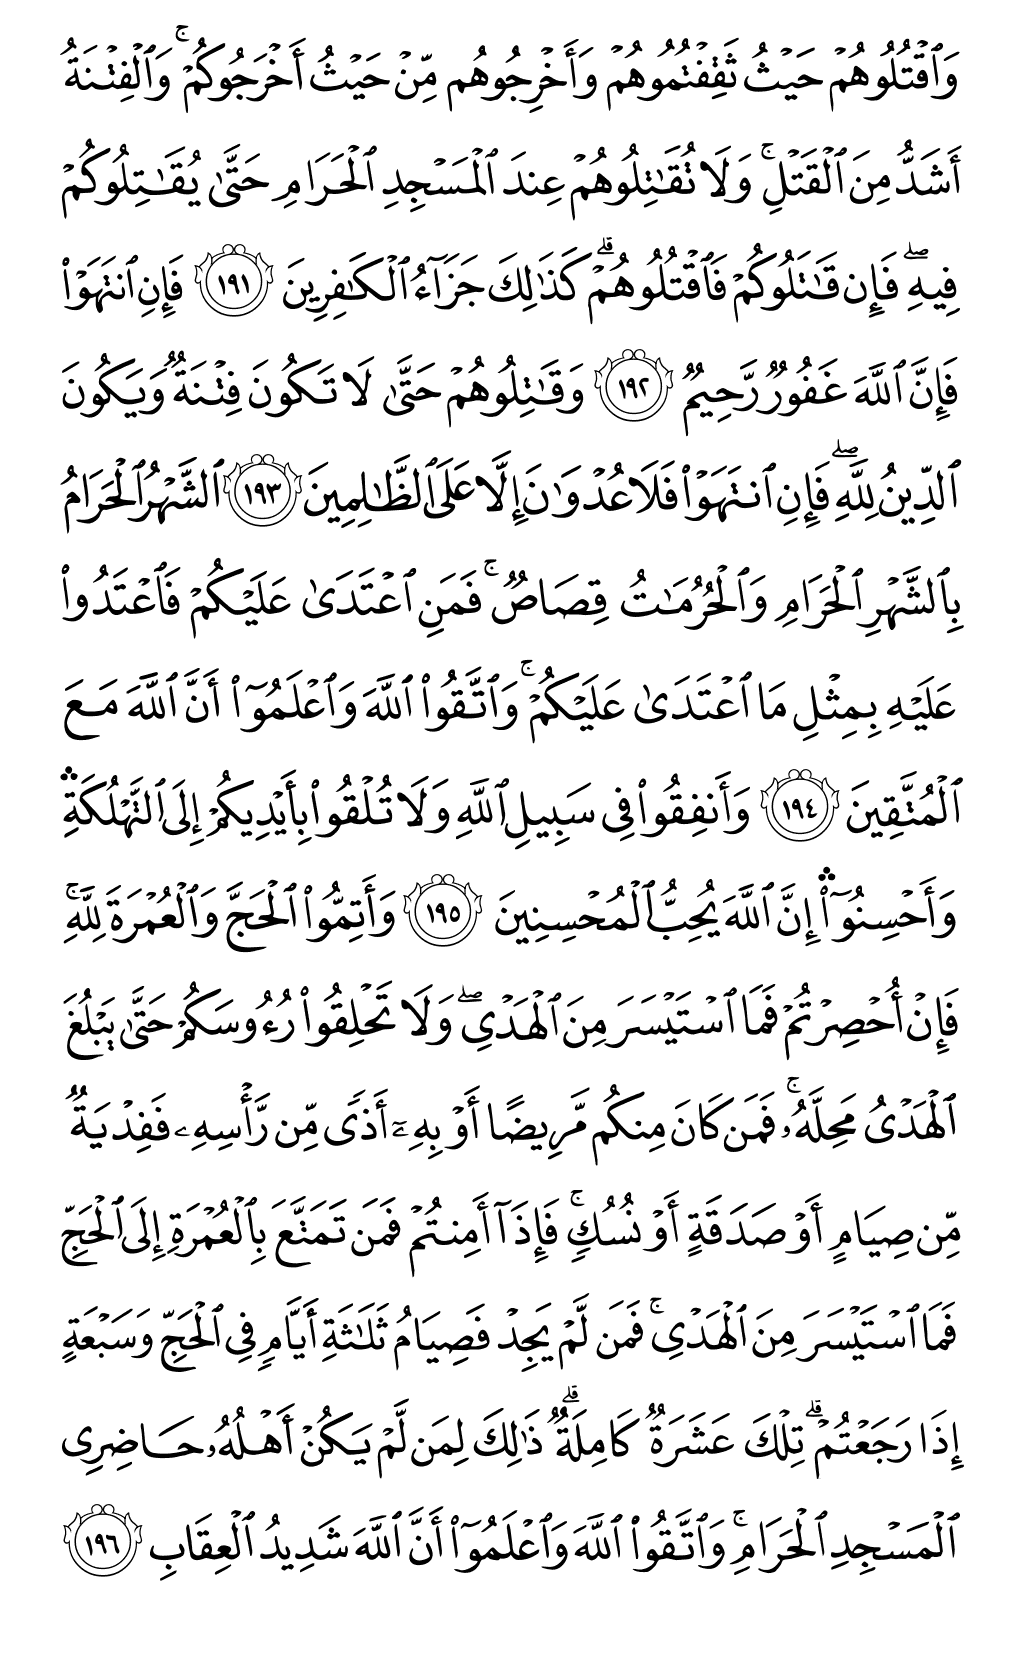 وَٱقۡتُلُوهُمۡ حَيۡثُ ثَقِفۡتُمُوهُمۡ وَأَخۡرِجُوهُم مِّنۡ حَيۡثُ أَخۡرَجُوكُمۡۚ وَٱلۡفِتۡنَةُ
أَشَدُّ مِنَ ٱلۡقَتۡلِۚ وَلَا تُقَٰتِلُوهُمۡ عِندَ ٱلۡمَسۡجِدِ ٱلۡحَرَامِ حَتَّىٰ يُقَٰتِلُوكُمۡ
فِيهِۖ فَإِن قَٰتَلُوكُمۡ فَٱقۡتُلُوهُمۡۗ كَذَٰلِكَ جَزَآءُ ٱلۡكَٰفِرِينَ ١٩١ فَإِنِ ٱنتَهَوۡاْ
فَإِنَّ ٱللَّهَ غَفُورٞ رَّحِيمٞ ١٩٢ وَقَٰتِلُوهُمۡ حَتَّىٰ لَا تَكُونَ فِتۡنَةٞ وَيَكُونَ
ٱلدِّينُ لِلَّهِۖ فَإِنِ ٱنتَهَوۡاْ فَلَا عُدۡوَٰنَ إِلَّا عَلَى ٱلظَّٰلِمِينَ ١٩٣ ٱلشَّهۡرُ ٱلۡحَرَامُ
بِٱلشَّهۡرِ ٱلۡحَرَامِ وَٱلۡحُرُمَٰتُ قِصَاصٞۚ فَمَنِ ٱعۡتَدَىٰ عَلَيۡكُمۡ فَٱعۡتَدُواْ
عَلَيۡهِ بِمِثۡلِ مَا ٱعۡتَدَىٰ عَلَيۡكُمۡۚ وَٱتَّقُواْ ٱللَّهَ وَٱعۡلَمُوٓاْ أَنَّ ٱللَّهَ مَعَ
ٱلۡمُتَّقِينَ ١٩٤ وَأَنفِقُواْ فِي سَبِيلِ ٱللَّهِ وَلَا تُلۡقُواْ بِأَيۡدِيكُمۡ إِلَى ٱلتَّهۡلُكَةِۛ
وَأَحۡسِنُوٓاْۛ إِنَّ ٱللَّهَ يُحِبُّ ٱلۡمُحۡسِنِينَ ١٩٥ وَأَتِمُّواْ ٱلۡحَجَّ وَٱلۡعُمۡرَةَ لِلَّهِۚ
فَإِنۡ أُحۡصِرۡتُمۡ فَمَا ٱسۡتَيۡسَرَ مِنَ ٱلۡهَدۡيِۖ وَلَا تَحۡلِقُواْ رُءُوسَكُمۡ حَتَّىٰ يَبۡلُغَ
ٱلۡهَدۡيُ مَحِلَّهُۥۚ فَمَن كَانَ مِنكُم مَّرِيضًا أَوۡ بِهِۦٓ أَذٗى مِّن رَّأۡسِهِۦ فَفِدۡيَةٞ
مِّن صِيَامٍ أَوۡ صَدَقَةٍ أَوۡ نُسُكٖۚ فَإِذَآ أَمِنتُمۡ فَمَن تَمَتَّعَ بِٱلۡعُمۡرَةِ إِلَى ٱلۡحَجِّ
فَمَا ٱسۡتَيۡسَرَ مِنَ ٱلۡهَدۡيِۚ فَمَن لَّمۡ يَجِدۡ فَصِيَامُ ثَلَٰثَةِ أَيَّامٖ فِي ٱلۡحَجِّ وَسَبۡعَةٍ
إِذَا رَجَعۡتُمۡۗ تِلۡكَ عَشَرَةٞ كَامِلَةٞۗ ذَٰلِكَ لِمَن لَّمۡ يَكُنۡ أَهۡلُهُۥ حَاضِرِي
ٱلۡمَسۡجِدِ ٱلۡحَرَامِۚ وَٱتَّقُواْ ٱللَّهَ وَٱعۡلَمُوٓاْ أَنَّ ٱللَّهَ شَدِيدُ ٱلۡعِقَابِ ١٩٦